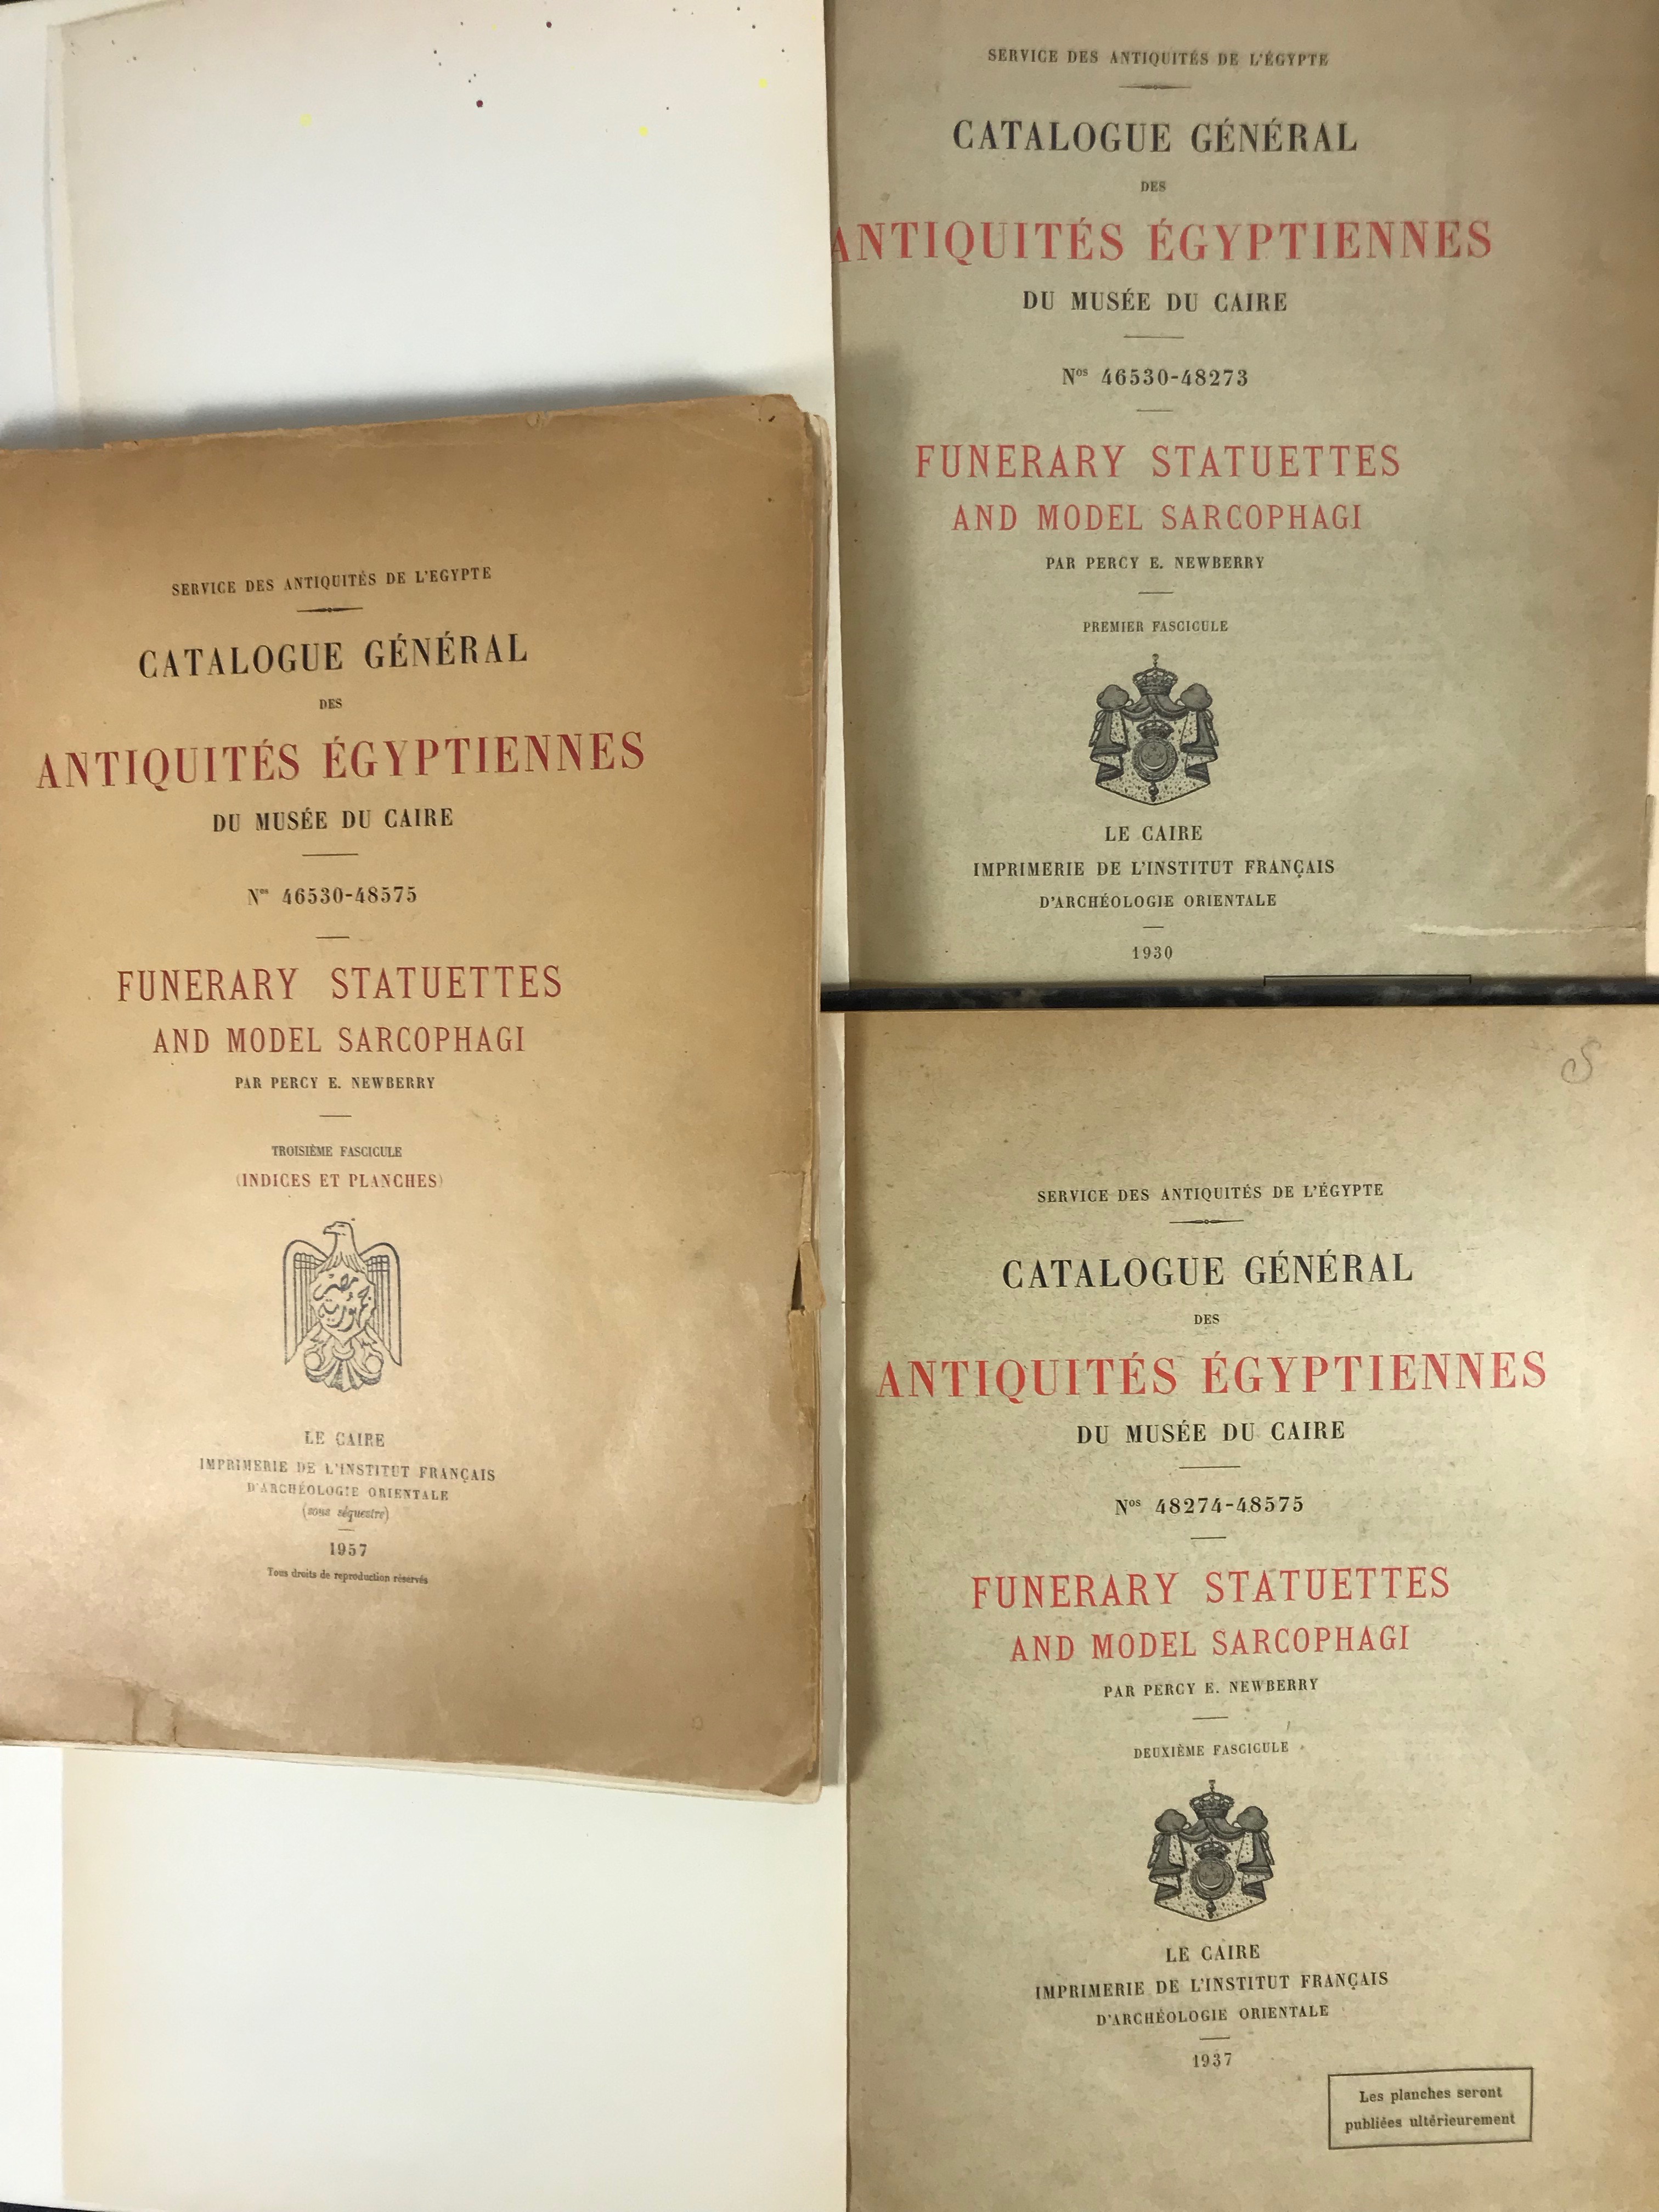 SERVICE DES ANTIQUITÉS DE L'EGYPTE
CATALOGUE GÉNÉRAL
DES
ANTIQUITÉS ÉGYPTIENNES
DU MUSÉE DU CAIRE
Nos 46530-48575
FUNERARY STATUETTES
AND MODEL SARCOPHAGI
PAR PERCY E. NEWBERRY
TROISIÈME FASCICULE
(INDICES ET PLANCHES)
LE CAIRE
IMPRIMERIE DE L'INSTITUT FRANÇAIS
D'ARCHÉOLOGIE ORIENTALE
(sous séquestre)
1957
Tous droits de reproduction réservés
SERVICE DES ANTIQUITÉS DE L'ÉGYPTE
CATALOGUE GÉNÉRAL
DES
ANTIQUITÉS ÉGYPTIENNES
DU MUSÉE DU CAIRE
Nos 46530-48273
FUNERARY STATUETTES
AND MODEL SARCOPHAGI
PAR PERCY E. NEWBERRY
PREMIER FASCICULE
LE CAIRE
IMPRIMERIE DE L'INSTITUT FRANÇAIS
D'ARCHÉOLOGIE ORIENTALE
1930
SERVICE DES ANTIQUITÉS DE L'ÉGYPTE
CATALOGUE GÉNÉRAL
DES
ANTIQUITÉS ÉGYPTIENNES
DU MUSÉE DU CAIRE
Nos 48274-48575
FUNERARY STATUETTES
AND MODEL SARCOPHAGI
PAR PERCY E. NEWBERRY
DEUXIÈME FASCICULE
LE CAIRE
IMPRIMERIE DE L'INSTITUT FRANÇAIS
D'ARCHÉOLOGIE ORIENTALE
1937
Les planches seront
publiées ultérieurement